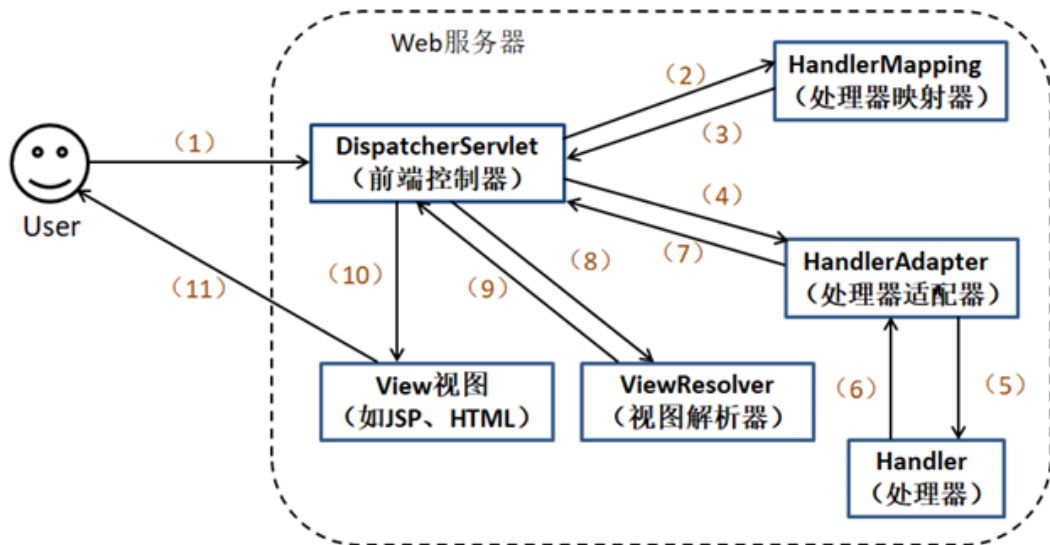 Web服务器
(2)
HandlerMapping
(处理器映射器)
(3)
(1)
DispatcherServlet
(前端控制器)
User
(4)
(7)
HandlerAdapter
(处理器适配器)
(11)
(10)
(9)
(8)
View视图
(如JSP、HTML)
ViewResolver
(视图解析器)
(6)
(5)
Handler
(处理器)